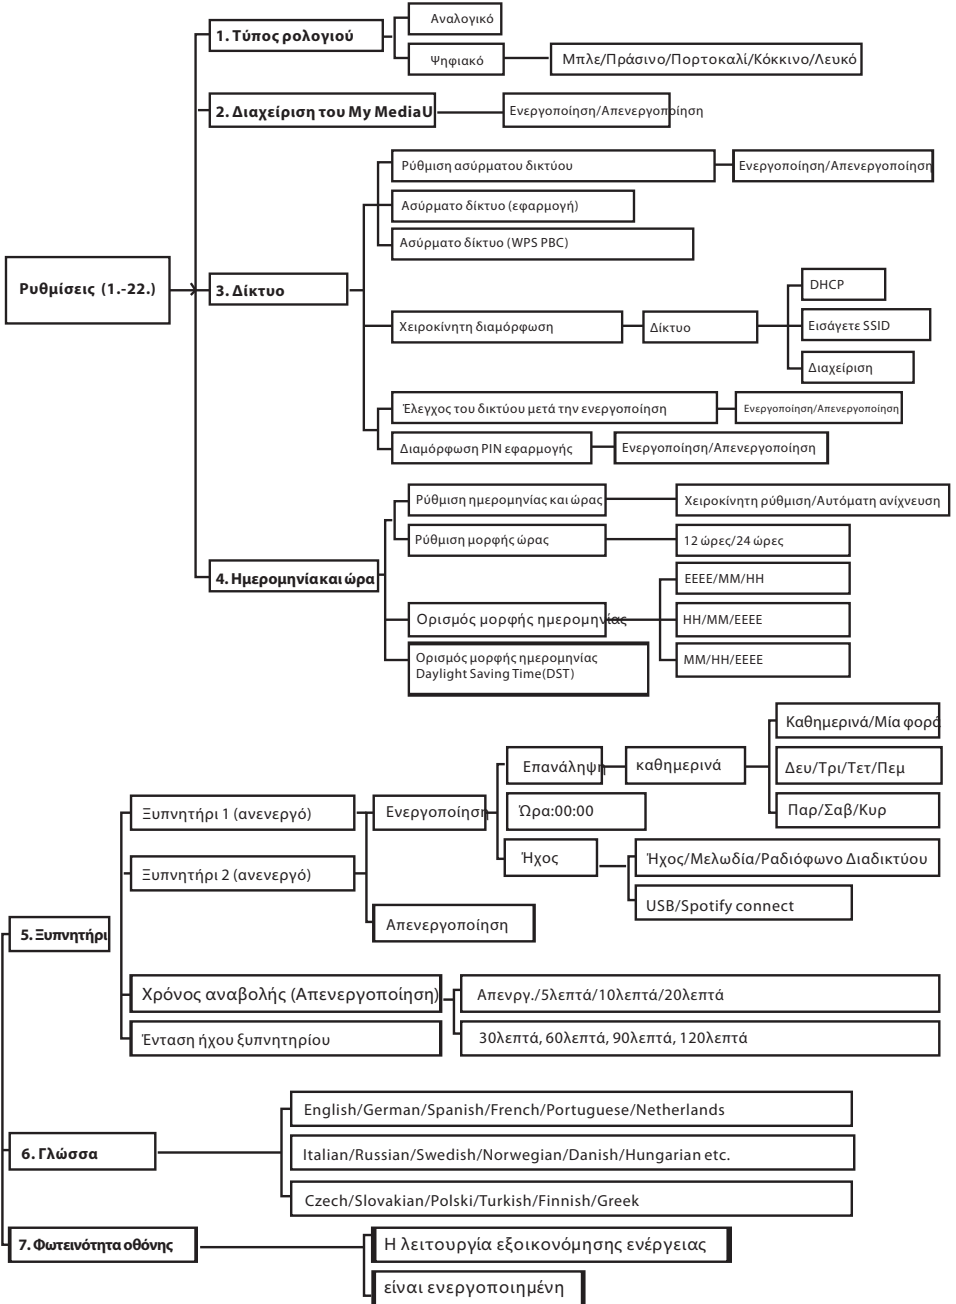 1. Τύπος ρολογιού
Αναλογικό
Ψηφιακό
Μπλε/Πράσινο/Πορτοκαλί/Κόκκινο/Λευκό
2. Διαχείριση του My MediaU
Ενεργοποίηση/Απενεργοποίηση
Ρυθμίσεις (1.-22.)
3. Δίκτυο
Ρύθμιση ασύρματου δικτύου
Ενεργοποίηση/Απενεργοποίηση
Ασύρματο δίκτυο (εφαρμογή)
Ασύρματο δίκτυο (WPS PBC)
Χειροκίνητη διαμόρφωση
Δίκτυο
DHCP
Εισάγετε SSID
Διαχείριση
Έλεγχος του δικτύου μετά την ενεργοποίηση
Ενεργοποίηση/Απενεργοποίηση
Διαμόρφωση PIN εφαρμογής
Ενεργοποίηση/Απενεργοποίηση
4. Ημερομηνία και ώρα
Ρύθμιση ημερομηνίας και ώρας
Χειροκίνητη ρύθμιση/Αυτόματη ανίχνευση
Ρύθμιση μορφής ώρας
12 ώρες/24 ώρες
Ορισμός μορφής ημερομηνίας
ΕΕΕΕ/ΜΜ/ΗΗ
ΗΗ/ΜΜ/ΕΕΕΕ
ΜΜ/ΗΗ/ΕΕΕΕ
Ορισμός μορφής ημερομηνίας
Daylight Saving Time(DST)
5. Ξυπνητήρι
Ξυπνητήρι 1 (ανενεργό)
Ξυπνητήρι 2 (ανενεργό)
Ενεργοποίηση
Επανάληψη
καθημερινά
Καθημερινά/Μία φορά
Δευ/Τρι/Τετ/Πεμ
Παρ/Σαβ/Κυρ
Ώρα:00:00
Ήχος
Ήχος/Μελωδία/Ραδιόφωνο Διαδικτύου
USB/Spotify connect
Απενεργοποίηση
Χρόνος αναβολής (Απενεργοποίηση)
Απενργ./5λεπτά/10λεπτά/20λεπτά
30λεπτά, 60λεπτά, 90λεπτά, 120λεπτά
Ένταση ήχου ξυπνητηρίου
6. Γλώσσα
English/German/Spanish/French/Portuguese/Netherlands
Italian/Russian/Swedish/Norwegian/Danish/Hungarian etc.
Czech/Slovakian/Polski/Turkish/Finnish/Greek
7. Φωτεινότητα οθόνης
Η λειτουργία εξοικονόμησης ενέργειας
είναι ενεργοποιημένη